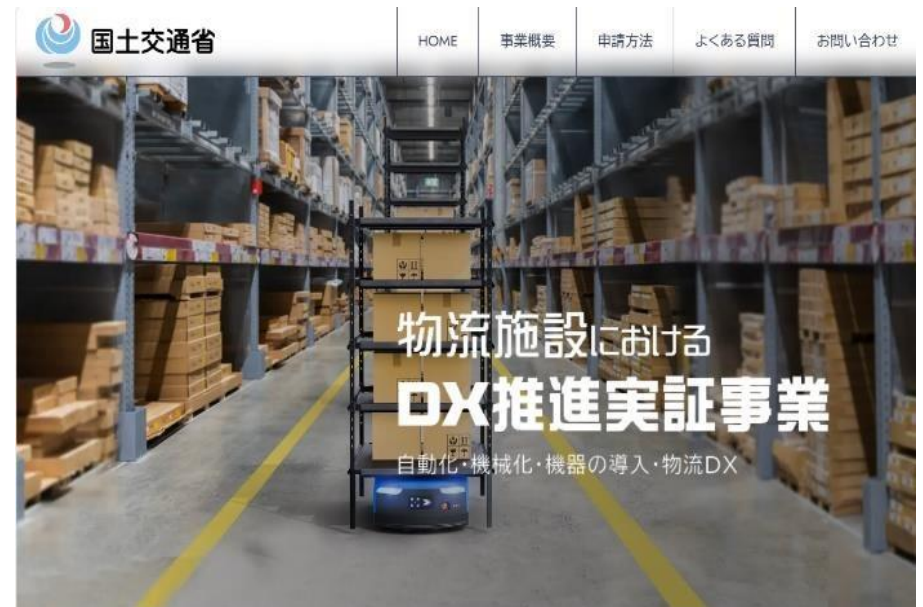 国土交通省
HOME
事業概要
申請方法
よくある質問
お問い合わせ
物流施設における
DX推進実証事業
自動化・機械化・機器の導入・物流DX